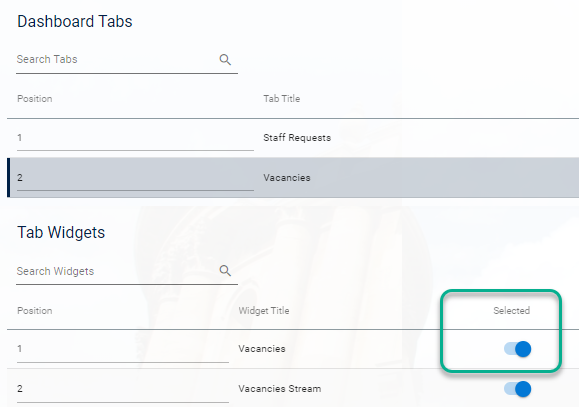 Dashboard Tabs
Search Tabs
Position Tab Title
1 Staff Requests
2 Vacancies
Tab Widgets
Search Widgets
Position Widget Title Selected
1 Vacancies
2 Vacancies Stream